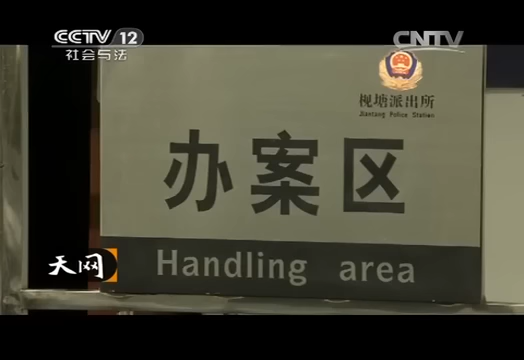 CCTV 12
社会与法
CNTV
枧塘派出所
Jiantang Police Station
办案区
Handling area
天网